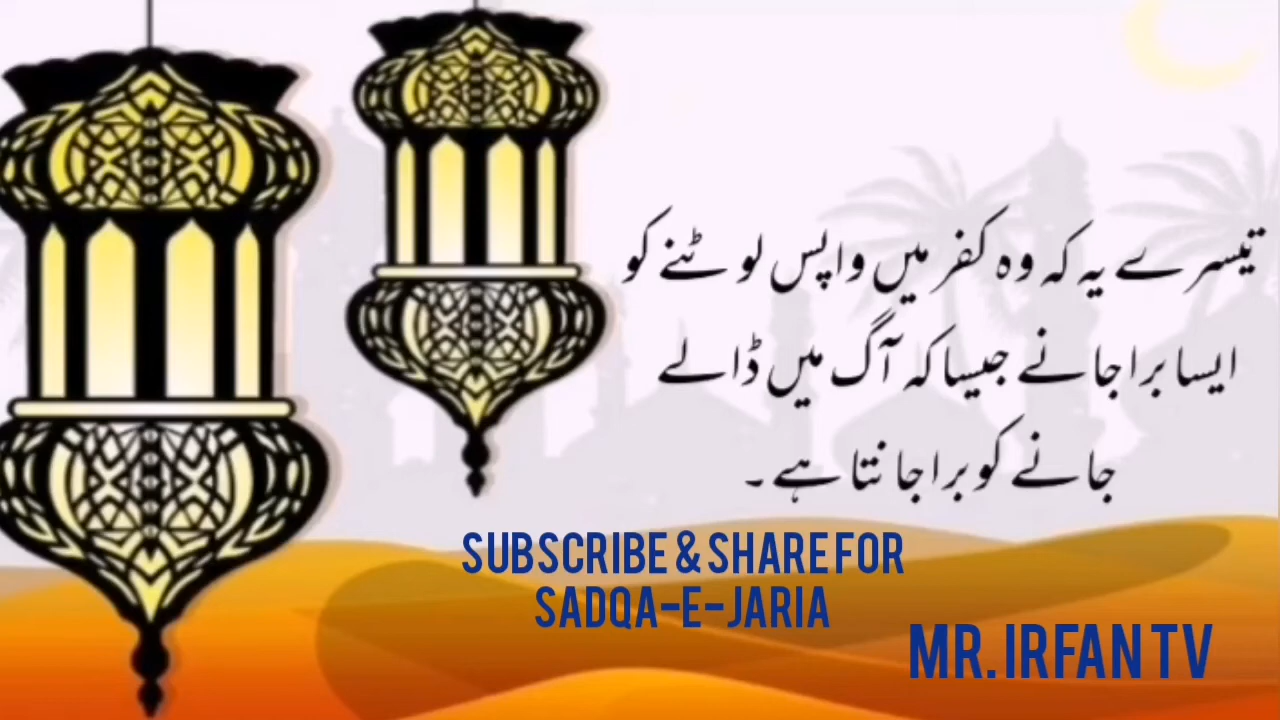 تیسرے یہ کہ وہ کفر میں واپس لوٹنے کو
ایسا برا جانے جیسا کہ آگ میں ڈالے
جانے کو برا جانتا ہے۔
SUBSCRIBE & SHARE FOR
SADQA-E-JARIA
MR. IRFAN TV